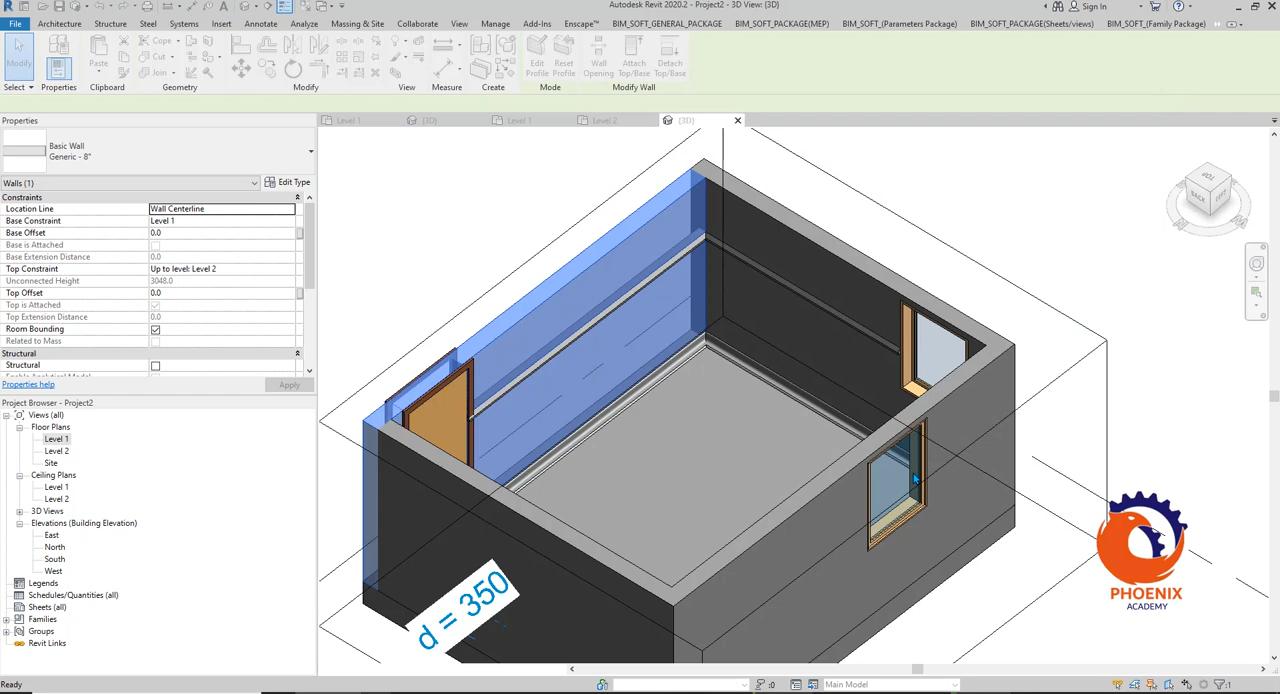 Autodesk Revit 2020.2 - Project2 - 3D View: {3D}
Sign In
File
Architecture
Structure
Steel
Systems
Insert
Annotate
Analyze
Massing & Site
Collaborate
View
Manage
Add-Ins
Enscape™
BIM_SOFT_GENERAL_PACKAGE
BIM_SOFT_PACKAGE(MEP)
BIM_SOFT_(Parameters Package)
BIM_SOFT_PACKAGE(Sheets/views)
BIM_SOFT_(Family Package)
Modify
Paste
Cope
Cut
Join
Edit Profile
Reset Profile
Wall Opening
Attach Top/Base
Detach Top/Base
Select
Properties
Clipboard
Geometry
Modify
View
Measure
Create
Mode
Modify Wall
Properties
Level 1
{3D}
Level 1
Level 2
{3D}
Basic Wall
Generic - 8"
Walls (1)
Edit Type
Constraints
Location Line Wall Centerline
Base Constraint Level 1
Base Offset 0.0
Base is Attached
Base Extension Distance 0.0
Top Constraint Up to level: Level 2
Unconnected Height 3048.0
Top Offset 0.0
Top is Attached
Top Extension Distance 0.0
Room Bounding
Related to Mass
Structural
Structural
Properties help
Apply
Project Browser - Project2
Views (all)
Floor Plans
Level 1
Level 2
Site
Ceiling Plans
Level 1
Level 2
3D Views
Elevations (Building Elevation)
East
North
South
West
Legends
Schedules/Quantities (all)
Sheets (all)
Families
Groups
Revit Links
TOP
BACK
LEFT
d = 350
PHOENIX
ACADEMY
Ready
:0
Main Model
:1